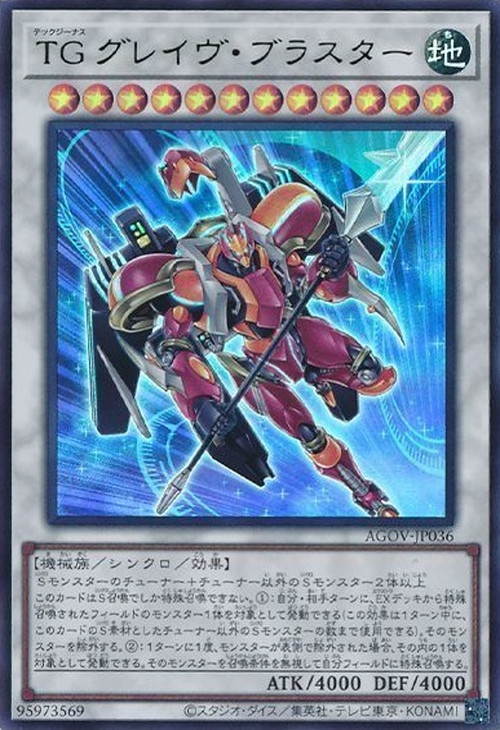 テックジーナス
TG グレイヴ・ブラスター
地
AGOV-JP036
【機械族/シンクロ/効果】
Sモンスターのチューナー+チューナー以外のSモンスター2体以上
このカードはS召喚でしか特殊召喚できない。①:自分・相手ターンに、EXデッキから特殊
召喚されたフィールドのモンスター1体を対象として発動できる(この効果は1ターン中に、
このカードのS素材としたチューナー以外のSモンスターの数まで使用できる)。そのモン
スターを除外する。②:1ターンに1度、モンスターが表側で除外された場合、その内の1体を
対象として発動できる。そのモンスターを召喚条件を無視して自分フィールドに特殊召喚する。
ATK/4000 DEF/4000
95973569
©スタジオ・ダイス/集英社・テレビ東京・KONAMI